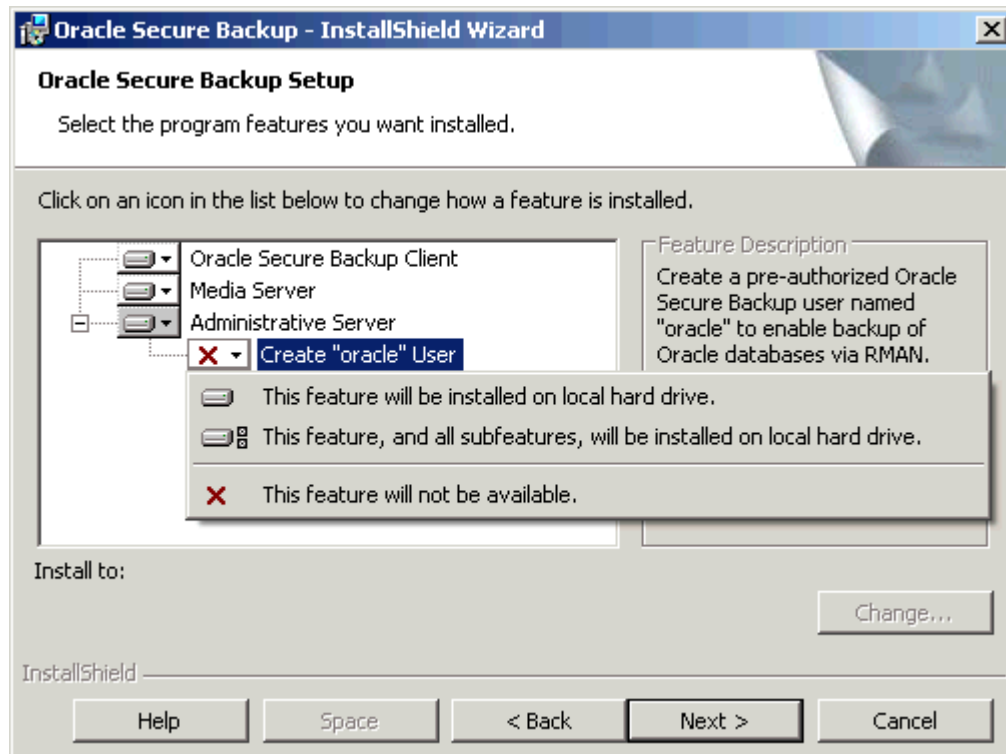 Oracle Secure Backup - InstallShield Wizard
Oracle Secure Backup Setup
Select the program features you want installed.
Click on an icon in the list below to change how a feature is installed.
Oracle Secure Backup Client
Media Server
Administrative Server
Create "oracle" User
Feature Description
Create a pre-authorized Oracle
Secure Backup user named
"oracle" to enable backup of
Oracle databases via RMAN.
This feature will be installed on local hard drive.
This feature, and all subfeatures, will be installed on local hard drive.
This feature will not be available.
Install to:
Change...
InstallShield
Help
Space
< Back
Next >
Cancel